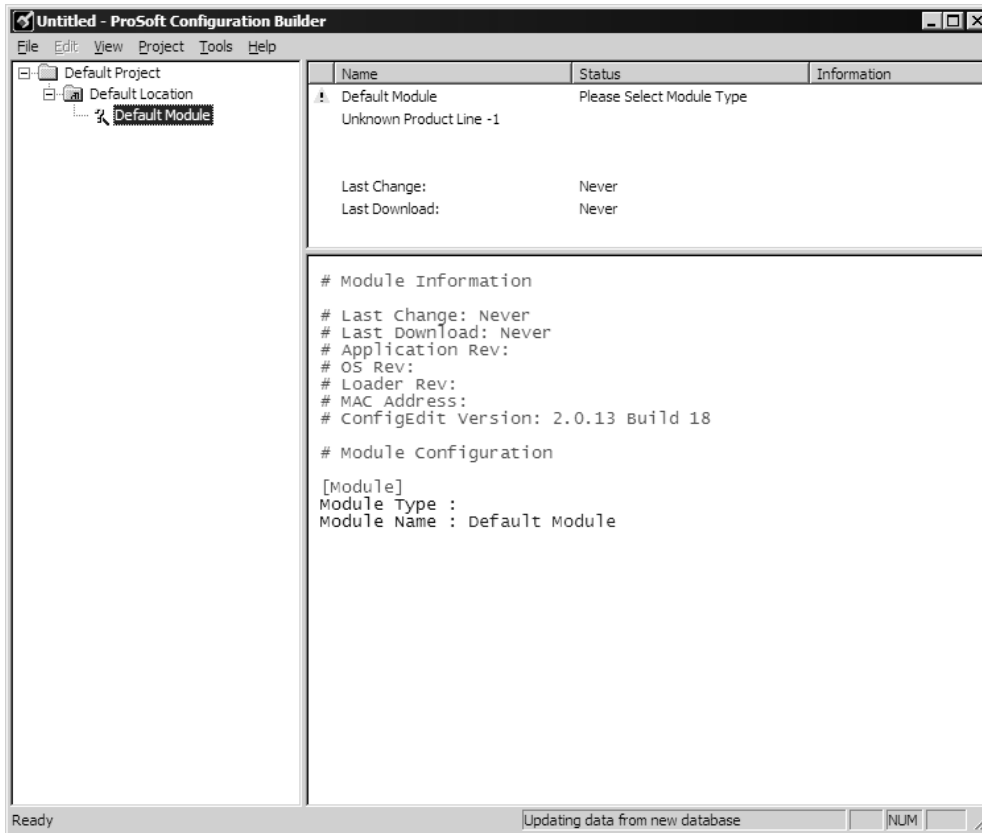 Untitled - ProSoft Configuration Builder
File Edit View Project Tools Help
Default Project
Default Location
Default Module
Name Status Information
Default Module Please Select Module Type
Unknown Product Line -1
Last Change: Never
Last Download: Never
# Module Information
# Last Change: Never
# Last Download: Never
# Application Rev:
# OS Rev:
# Loader Rev:
# MAC Address:
# ConfigEdit Version: 2.0.13 Build 18
# Module Configuration
[Module]
Module Type :
Module Name : Default Module
Ready Updating data from new database NUM